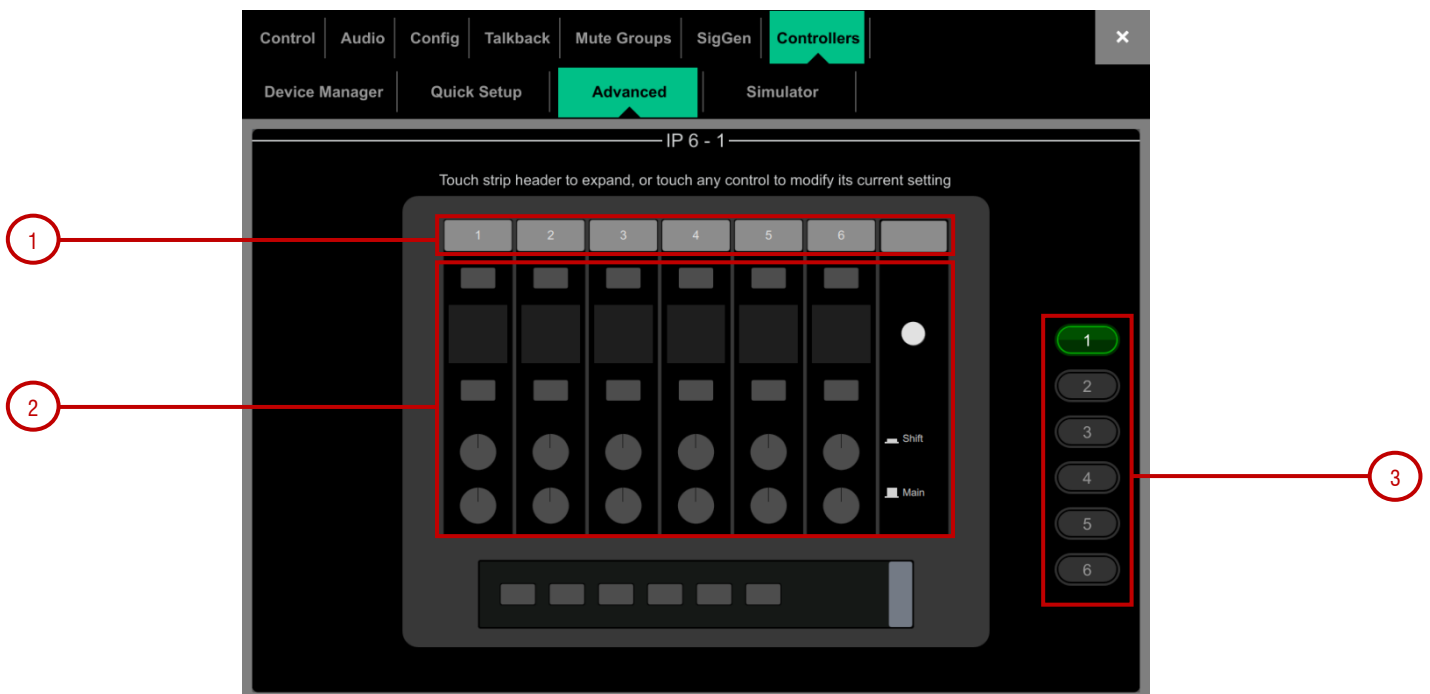 Control Audio Config Talkback Mute Groups SigGen Controllers ×
Device Manager Quick Setup Advanced Simulator
IP 6 - 1
Touch strip header to expand, or touch any control to modify its current setting
1
1 2 3 4 5 6
1
2
2
3
Shift
4
3
Main
5
6